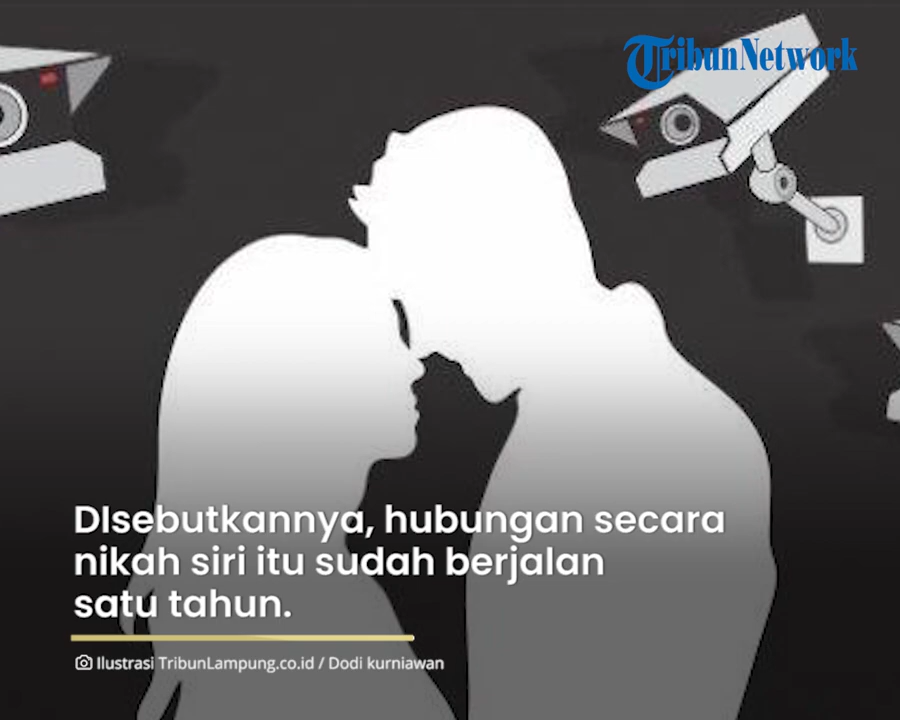 TribunNetwork
DIsebutkannya, hubungan secara
nikah siri itu sudah berjalan
satu tahun.
Ilustrasi TribunLampung.co.id / Dodi kurniawan